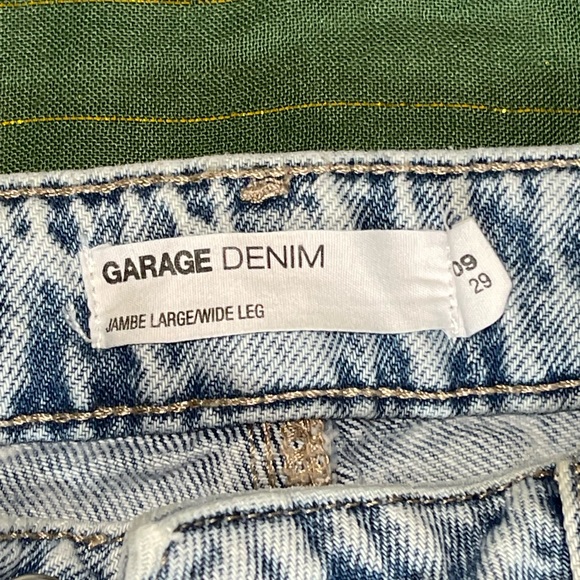 GARAGE DENIM
JAMBE LARGE/WIDE LEG
09
29